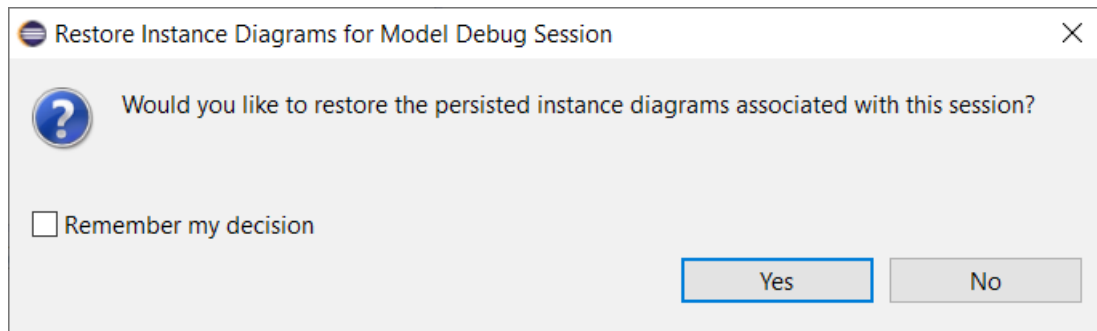 Restore Instance Diagrams for Model Debug Session
Would you like to restore the persisted instance diagrams associated with this session?
Remember my decision
Yes
No